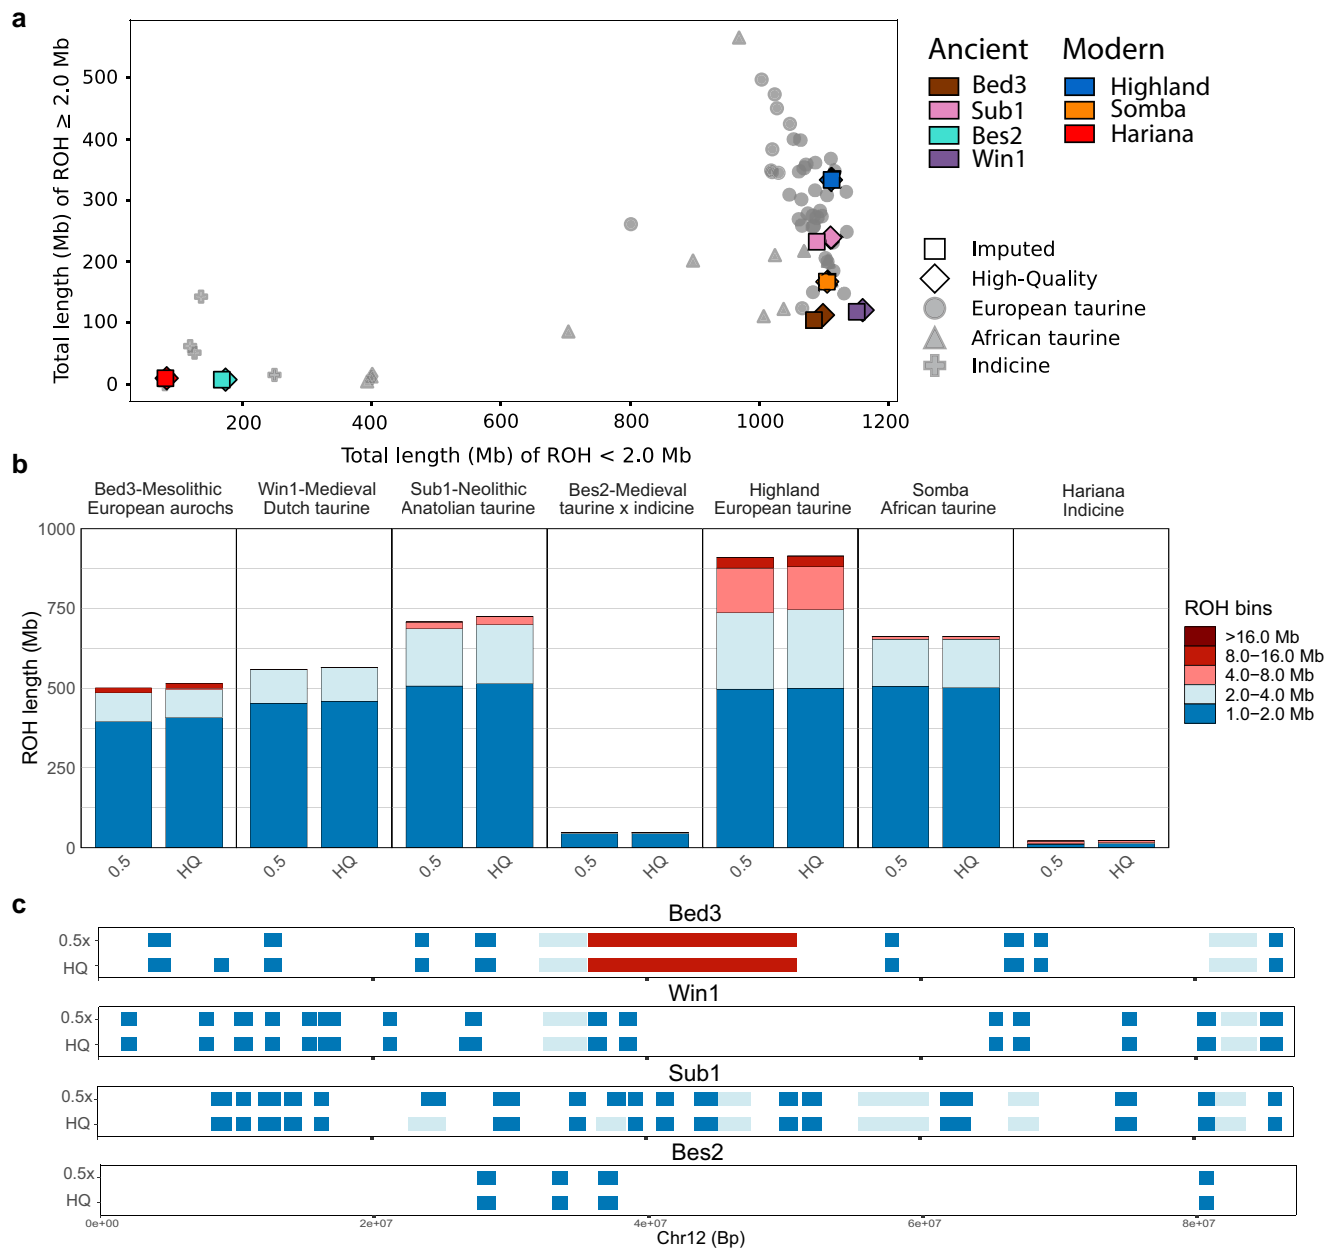 a
Total length (Mb) of ROH ≥ 2.0 Mb
500
400
300
200
100
0
200
400
600
800
1000
1200
Total length (Mb) of ROH < 2.0 Mb
Ancient
Bed3
Sub1
Bes2
Win1
Modern
Highland
Somba
Hariana
Imputed
High-Quality
European taurine
African taurine
Indicine
b
Bed3-Mesolithic
European aurochs
Win1-Medieval
Dutch taurine
Sub1-Neolithic
Anatolian taurine
Bes2-Medieval
taurine x indicine
Highland
European taurine
Somba
African taurine
Hariana
Indicine
ROH length (Mb)
1000
750
500
250
0
0.5
HQ
0.5
HQ
0.5
HQ
0.5
HQ
0.5
HQ
0.5
HQ
0.5
HQ
ROH bins
>16.0 Mb
8.0−16.0 Mb
4.0−8.0 Mb
2.0−4.0 Mb
1.0−2.0 Mb
c
Bed3
0.5x
HQ
Win1
0.5x
HQ
Sub1
0.5x
HQ
Bes2
0.5x
HQ
0e+00
2e+07
4e+07
6e+07
8e+07
Chr12 (Bp)